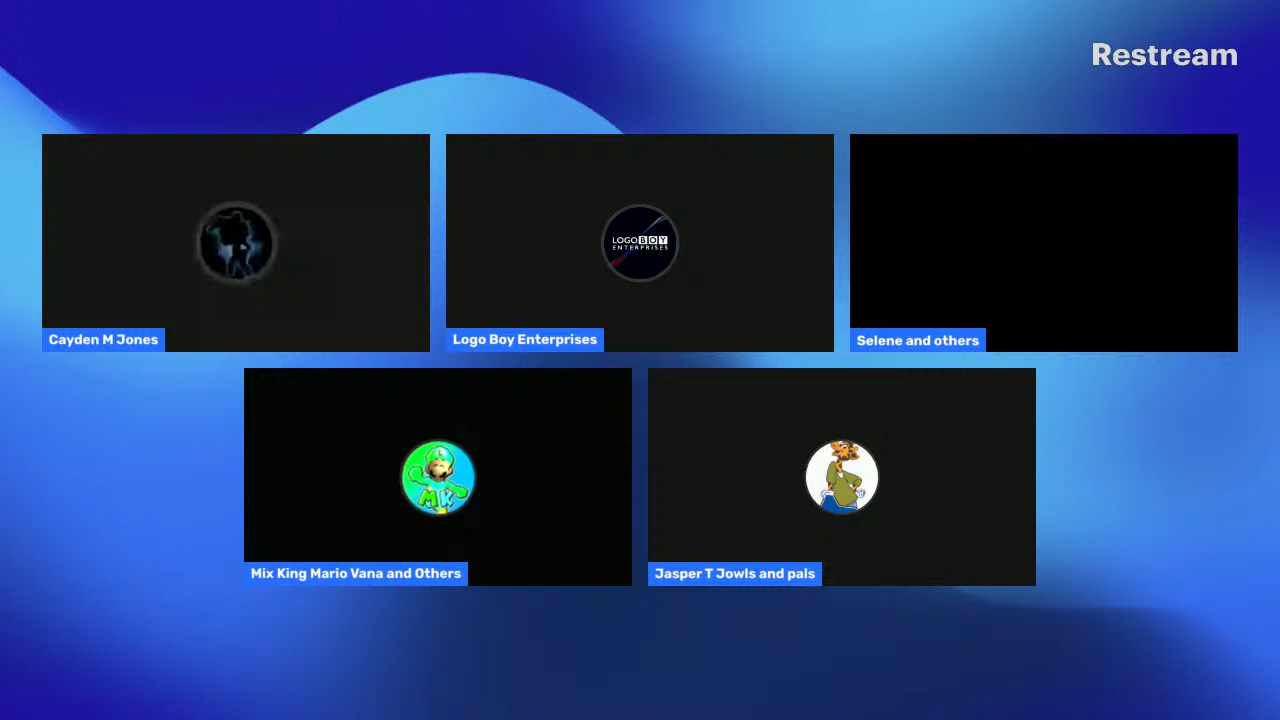 Restream
LOGO BOY
ENTERPRISES
Cayden M Jones
Logo Boy Enterprises
Selene and others
MK
Mix King Mario Vana and Others
Jasper T Jowls and pals